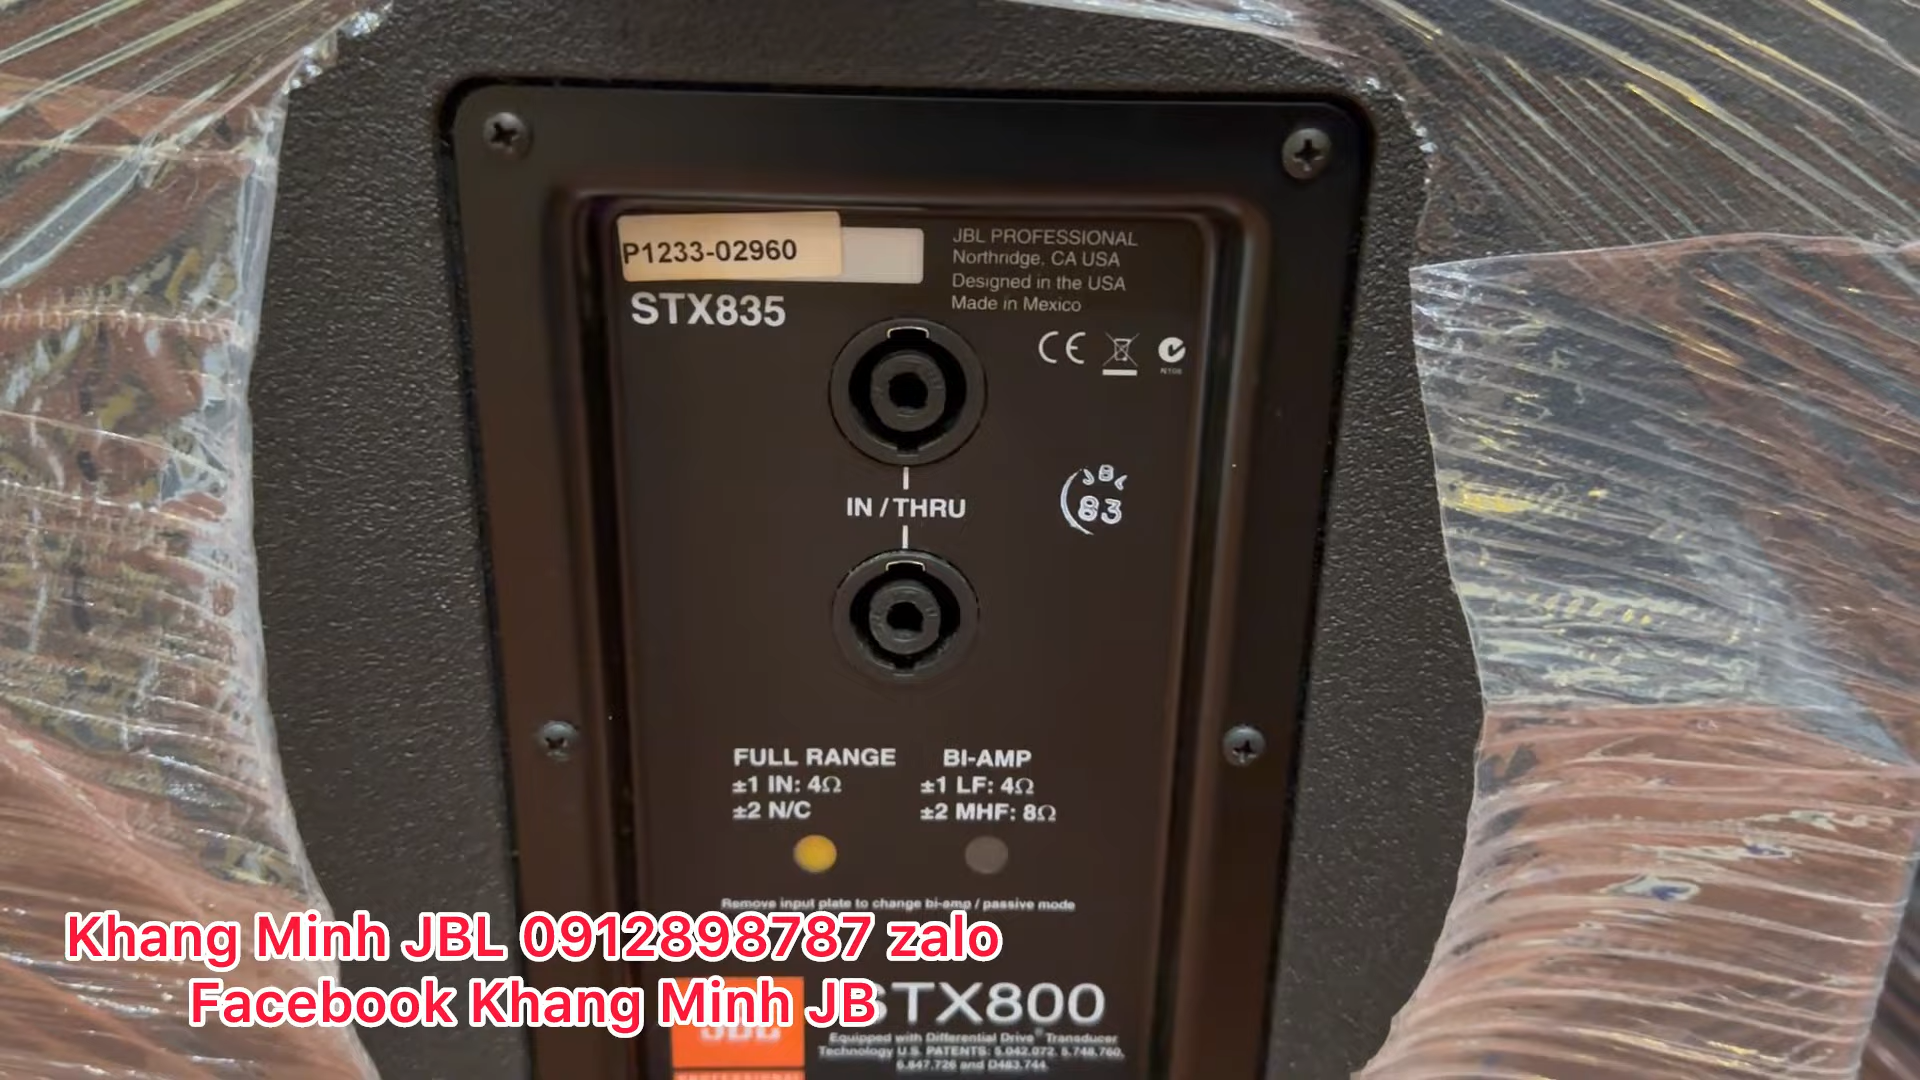 P1233-02960
STX835
JBL PROFESSIONAL
Northridge, CA USA
Designed in the USA
Made in Mexico
CE
N108
IN / THRU
83
FULL RANGE
±1 IN: 4Ω
±2 N/C
BI-AMP
±1 LF: 4Ω
±2 MHF: 8Ω
Remove input plate to change bi-amp / passive mode
Khang Minh JBL 0912898787 zalo
Facebook Khang Minh JB
STX800
JBL
Equipped with Differential Drive® Transducer
Technology U.S. PATENTS: 5,042,072, 5,748,760,
6,847,726 and D483,744